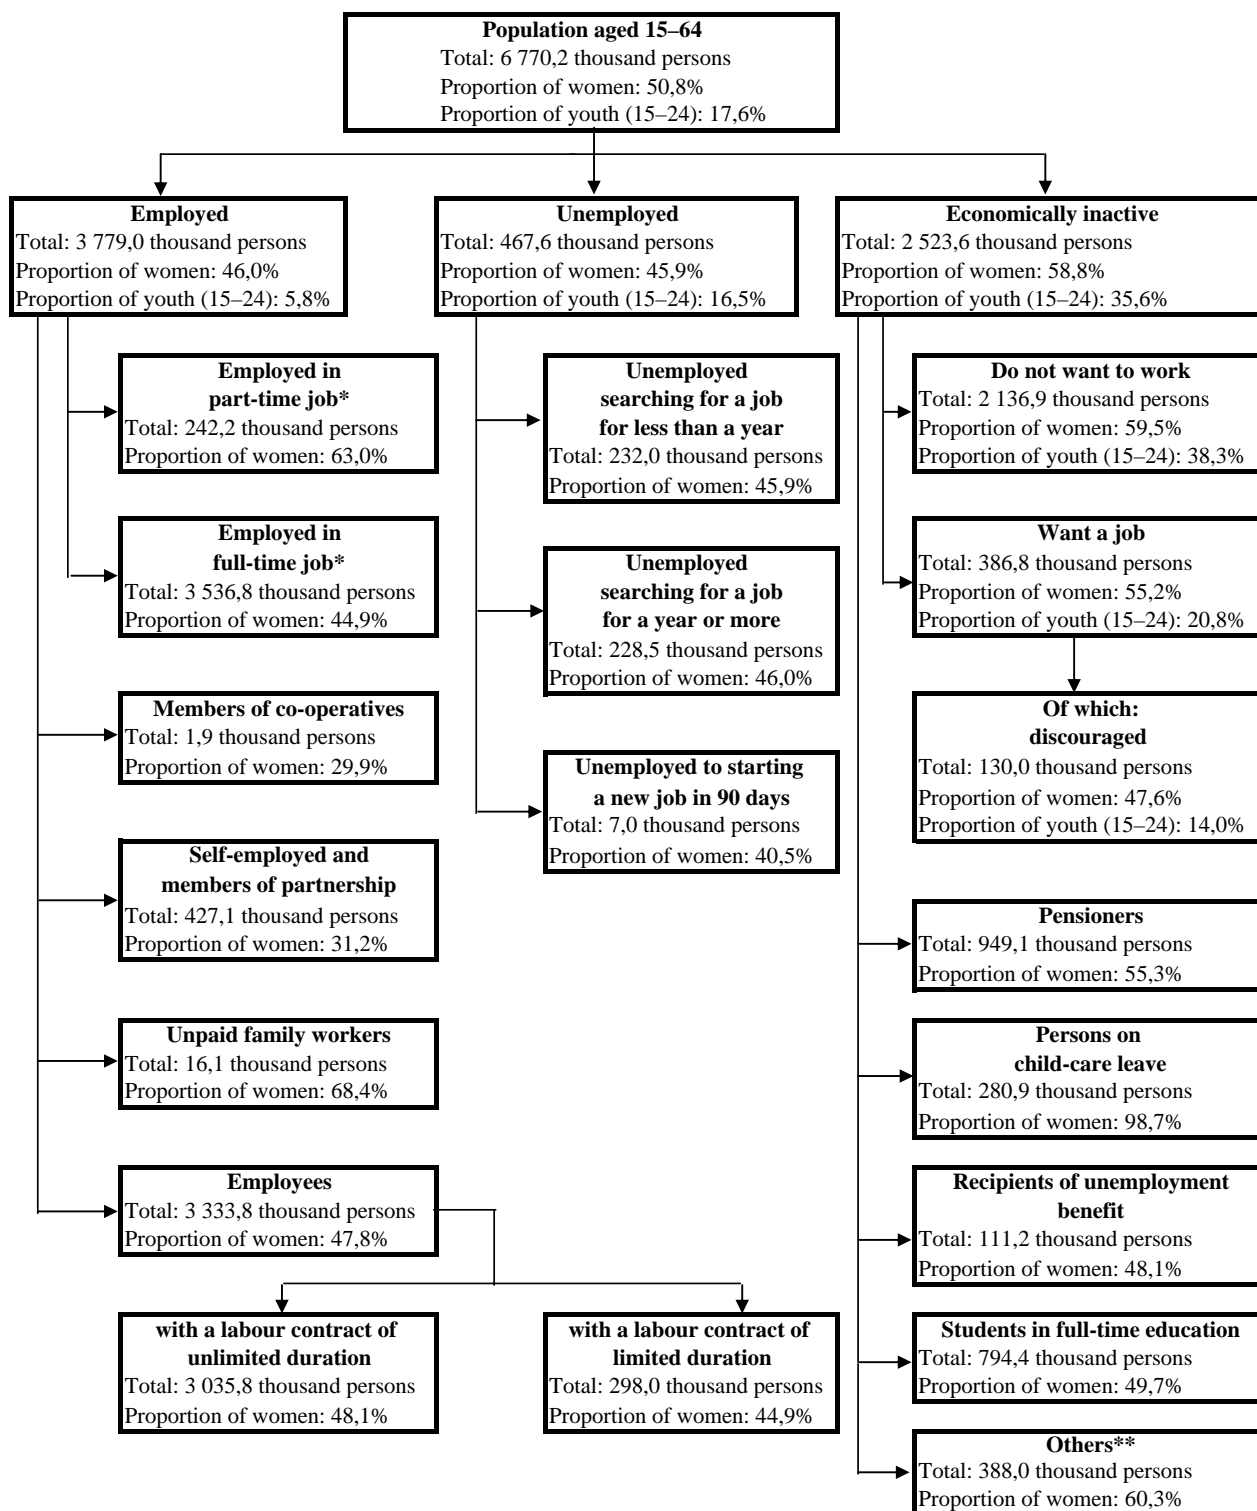 Population aged 15–64
Total: 6 770,2 thousand persons
Proportion of women: 50,8%
Proportion of youth (15–24): 17,6%
Employed
Total: 3 779,0 thousand persons
Proportion of women: 46,0%
Proportion of youth (15–24): 5,8%
Unemployed
Total: 467,6 thousand persons
Proportion of women: 45,9%
Proportion of youth (15–24): 16,5%
Economically inactive
Total: 2 523,6 thousand persons
Proportion of women: 58,8%
Proportion of youth (15–24): 35,6%
Employed in
part-time job*
Total: 242,2 thousand persons
Proportion of women: 63,0%
Employed in
full-time job*
Total: 3 536,8 thousand persons
Proportion of women: 44,9%
Members of co-operatives
Total: 1,9 thousand persons
Proportion of women: 29,9%
Self-employed and
members of partnership
Total: 427,1 thousand persons
Proportion of women: 31,2%
Unpaid family workers
Total: 16,1 thousand persons
Proportion of women: 68,4%
Employees
Total: 3 333,8 thousand persons
Proportion of women: 47,8%
with a labour contract of
unlimited duration
Total: 3 035,8 thousand persons
Proportion of women: 48,1%
with a labour contract of
limited duration
Total: 298,0 thousand persons
Proportion of women: 44,9%
Unemployed
searching for a job
for less than a year
Total: 232,0 thousand persons
Proportion of women: 45,9%
Unemployed
searching for a job
for a year or more
Total: 228,5 thousand persons
Proportion of women: 46,0%
Unemployed to starting
a new job in 90 days
Total: 7,0 thousand persons
Proportion of women: 40,5%
Do not want to work
Total: 2 136,9 thousand persons
Proportion of women: 59,5%
Proportion of youth (15–24): 38,3%
Want a job
Total: 386,8 thousand persons
Proportion of women: 55,2%
Proportion of youth (15–24): 20,8%
Of which:
discouraged
Total: 130,0 thousand persons
Proportion of women: 47,6%
Proportion of youth (15–24): 14,0%
Pensioners
Total: 949,1 thousand persons
Proportion of women: 55,3%
Persons on
child-care leave
Total: 280,9 thousand persons
Proportion of women: 98,7%
Recipients of unemployment
benefit
Total: 111,2 thousand persons
Proportion of women: 48,1%
Students in full-time education
Total: 794,4 thousand persons
Proportion of women: 49,7%
Others**
Total: 388,0 thousand persons
Proportion of women: 60,3%